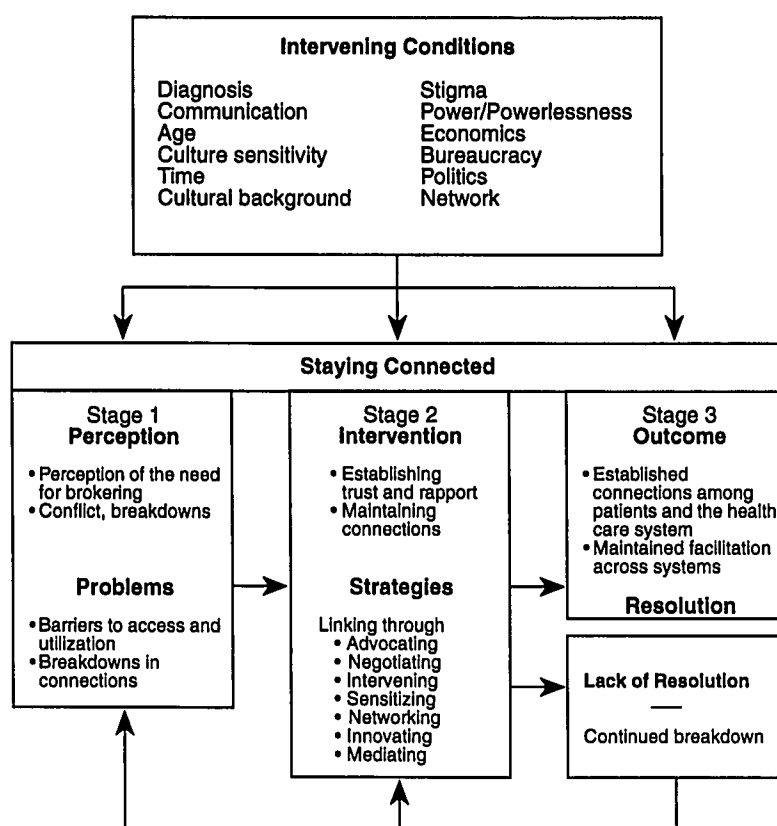 Intervening Conditions
Diagnosis
Communication
Age
Culture sensitivity
Time
Cultural background
Stigma
Power/Powerlessness
Economics
Bureaucracy
Politics
Network
Staying Connected
Stage 1
Perception
• Perception of the need
for brokering
• Conflict, breakdowns
Problems
• Barriers to access and
utilization
• Breakdowns in
connections
Stage 2
Intervention
• Establishing
trust and rapport
• Maintaining
connections
Strategies
Linking through
• Advocating
• Negotiating
• Intervening
• Sensitizing
• Networking
• Innovating
• Mediating
Stage 3
Outcome
• Established
connections among
patients and the health
care system
• Maintained facilitation
across systems
Resolution
Lack of Resolution
—
Continued breakdown